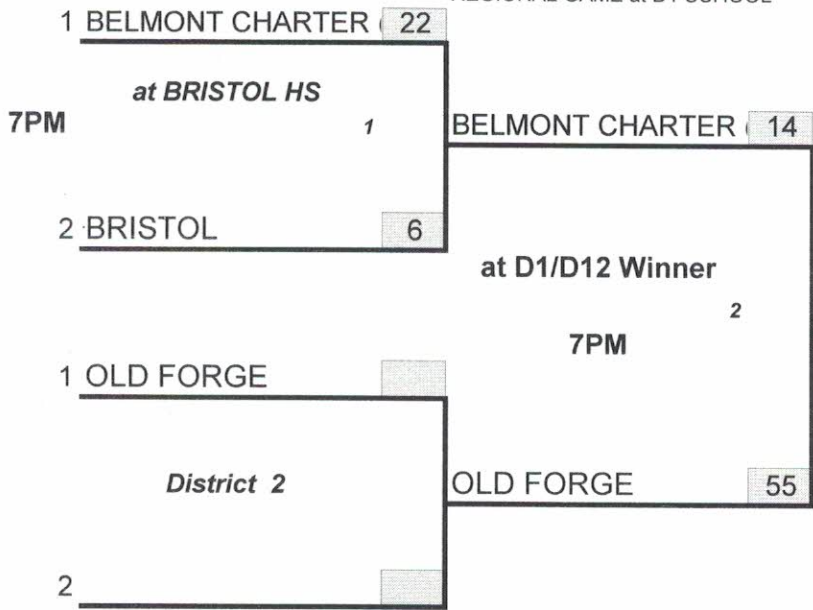 REGIONAL GAME at D1 SCHOOL
1 BELMONT CHARTER ( 22
at BRISTOL HS
7PM
1
BELMONT CHARTER ( 14
2 BRISTOL 6
at D1/D12 Winner
2
7PM
1 OLD FORGE
District 2
OLD FORGE 55
2